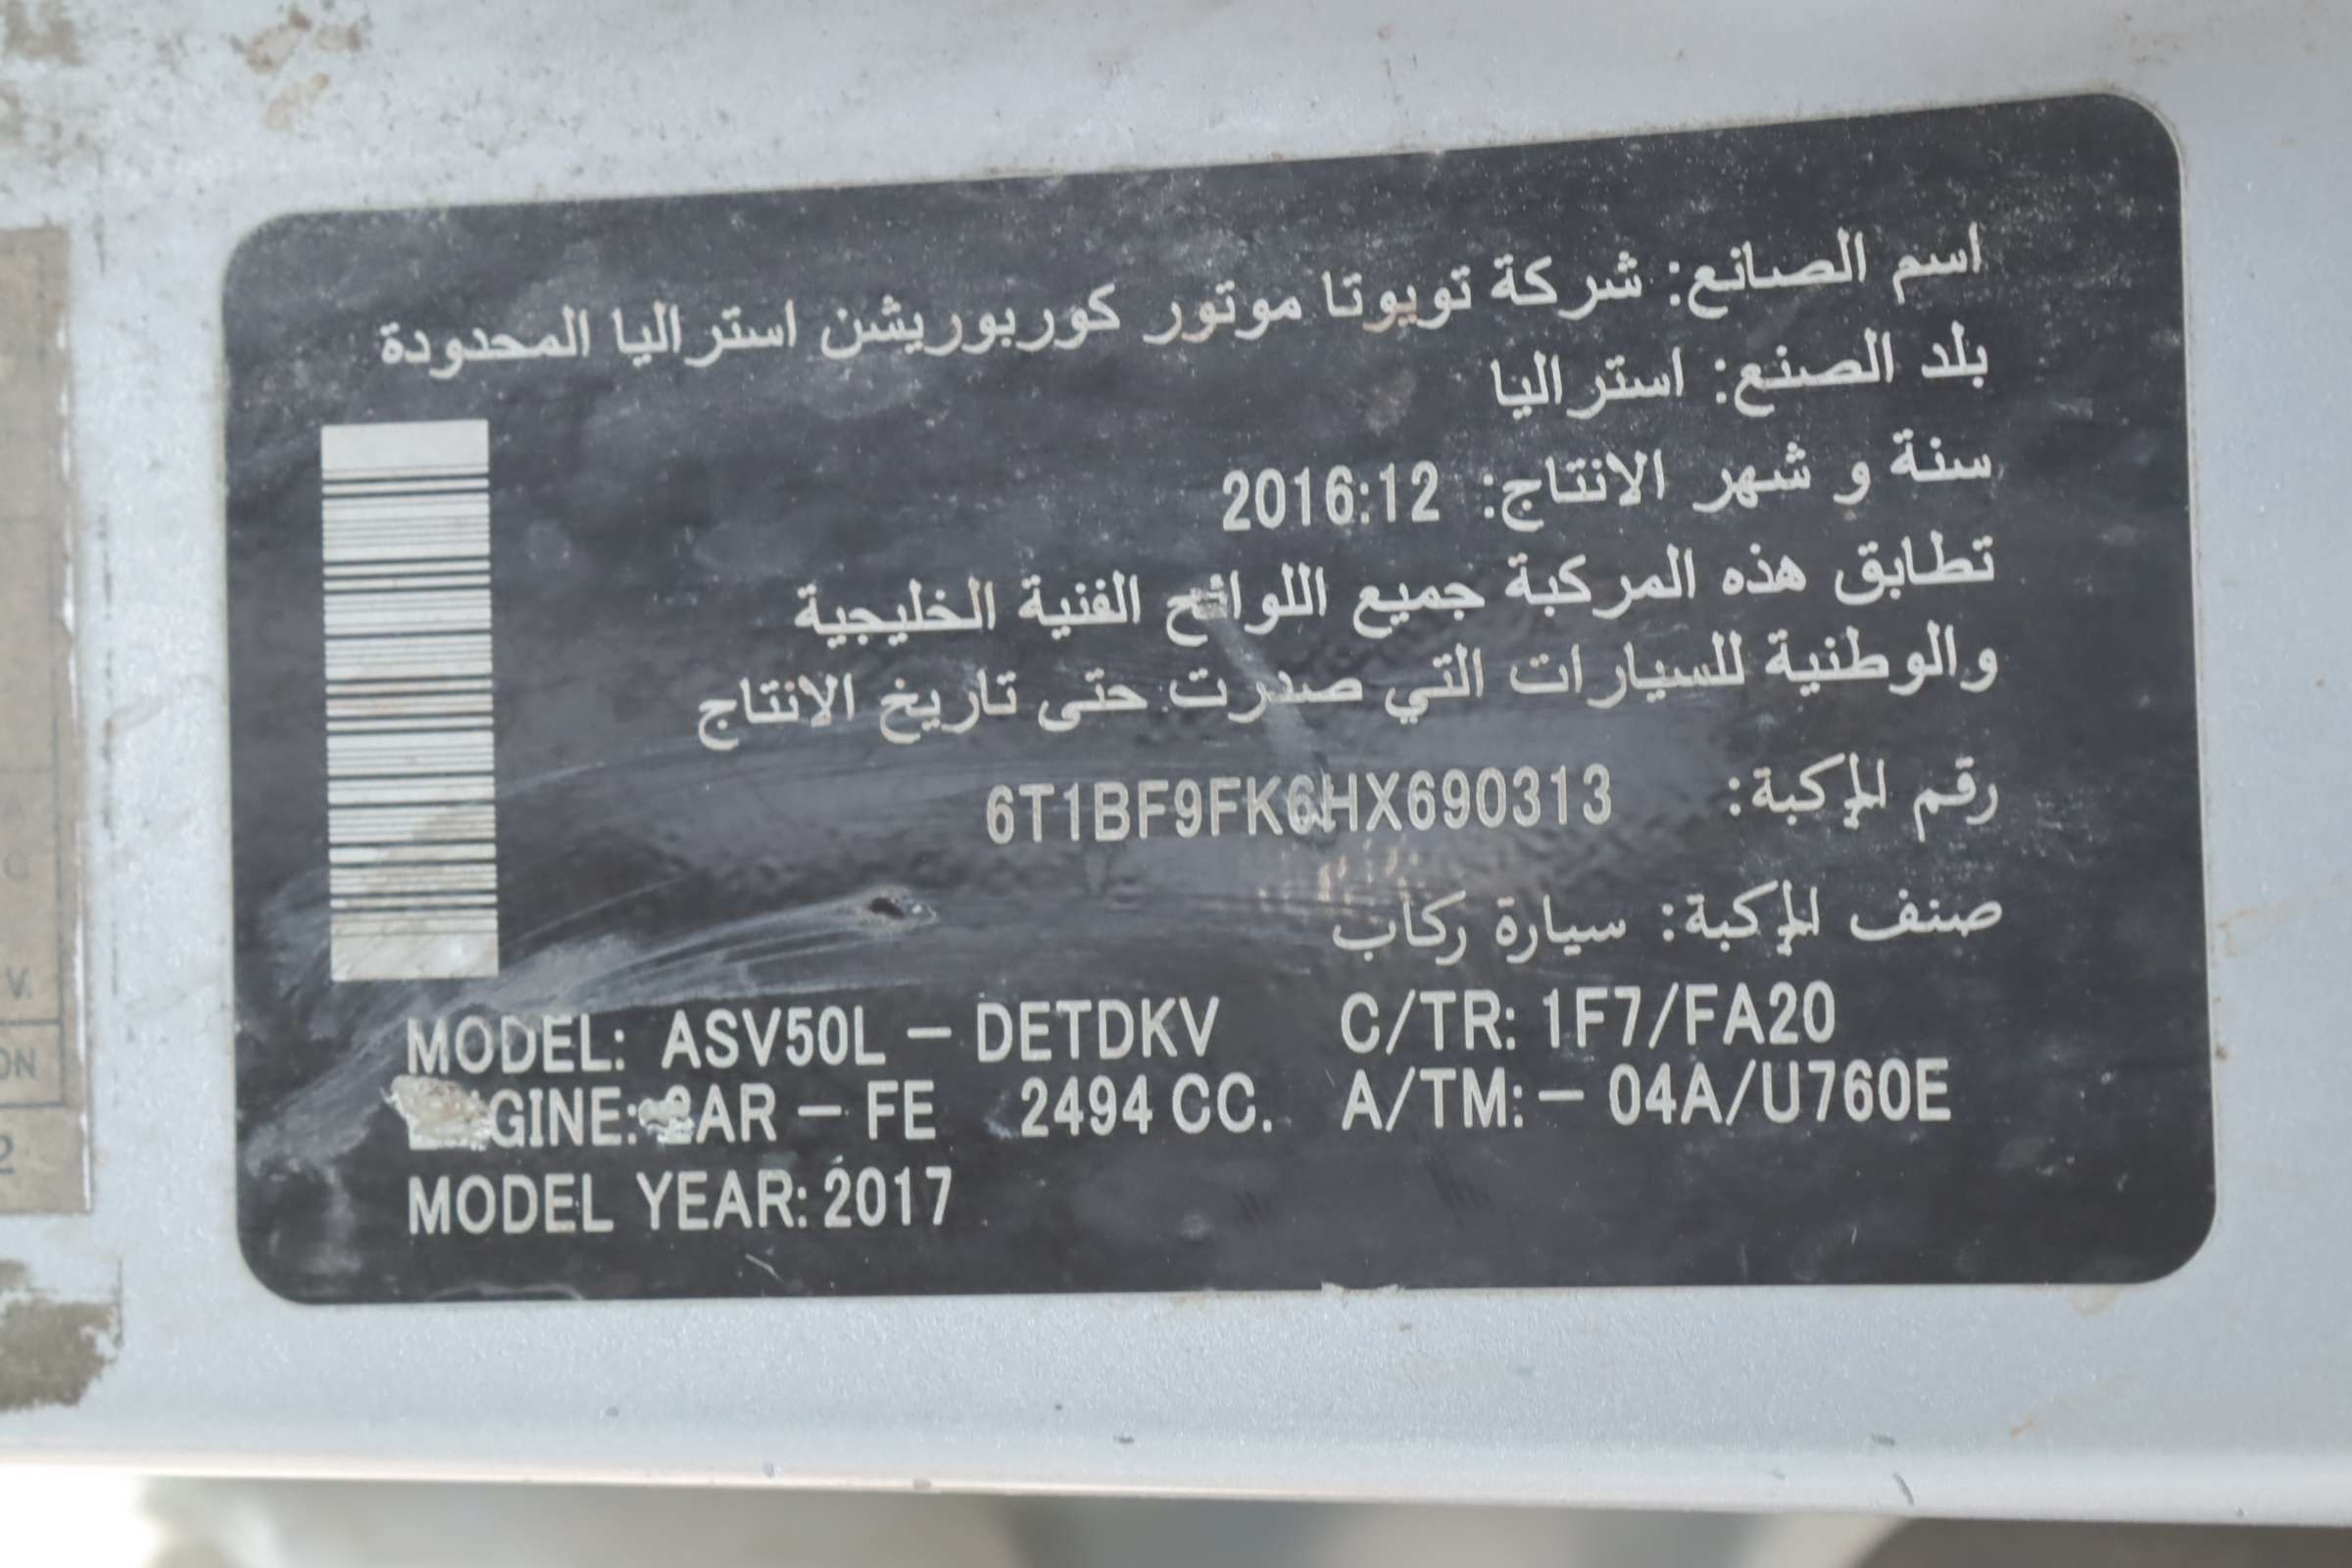 اسم الصانع: شركة تويوتا موتور كوربوريشن استراليا المحدودة
بلد الصنع: استراليا
سنة و شهر الانتاج: 2016:12
تطابق هذه المركبة جميع اللوائح الفنية الخليجية
والوطنية للسيارات التي صدرت حتى تاريخ الانتاج
رقم المركبة: 6T1BF9FK6HX690313
صنف المركبة: سيارة ركاب
MODEL: ASV50L – DETDKV C/TR: 1F7/FA20
ENGINE: 2AR – FE 2494 CC. A/TM: – 04A/U760E
MODEL YEAR: 2017